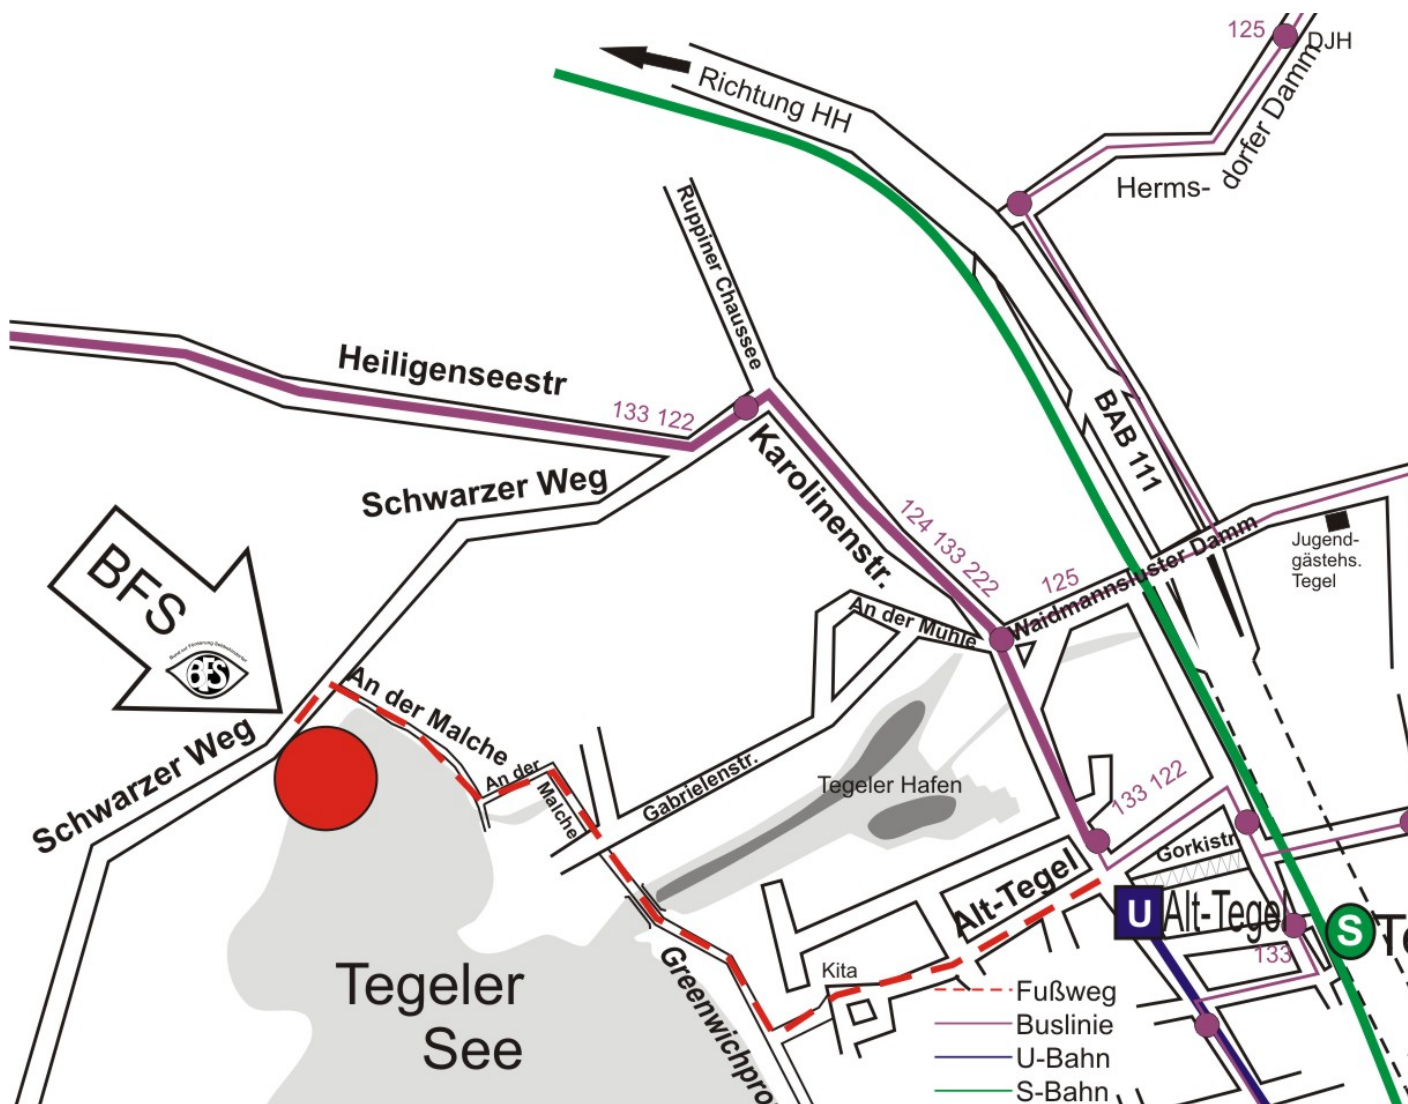 125
DJH
Richtung HH
Herms-
dorfer Damm
Ruppiner Chaussee
Heiligenseestr
133 122
Karolinenstr.
BAB 111
Schwarzer Weg
124 133 222
125
Waidmannsluster Damm
Jugend-
gästehs.
Tegel
BFS
BFS
An der Mühle
An der Malche
Schwarzer Weg
An der
Malche
Gabrielenstr.
Tegeler Hafen
133 122
Gorkistr
Alt-Tegel
U
Alt-Tegel
S
133
Kita
Tegeler
See
Greenwichpro
Fußweg
Buslinie
U-Bahn
S-Bahn